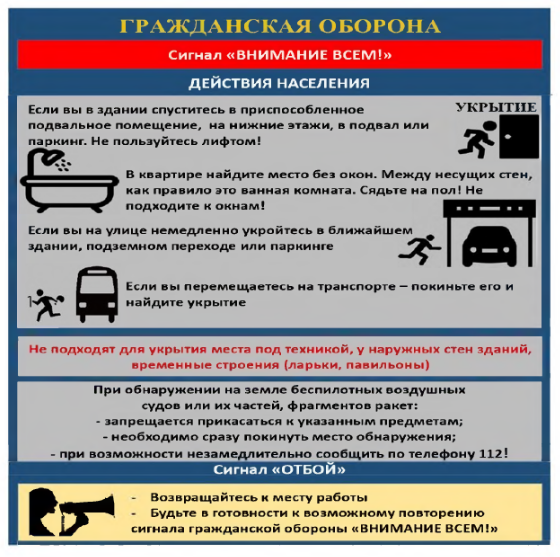 ГРАЖДАНСКАЯ ОБОРОНА
Сигнал «ВНИМАНИЕ ВСЕМ!»
ДЕЙСТВИЯ НАСЕЛЕНИЯ
УКРЫТИЕ
Если вы в здании спуститесь в приспособленное
подвальное помещение, на нижние этажи, в подвал или
паркинг. Не пользуйтесь лифтом!
В квартире найдите место без окон. Между несущих стен,
как правило это ванная комната. Сядьте на пол! Не
подходите к окнам!
Если вы на улице немедленно укройтесь в ближайшем
здании, подземном переходе или паркинге
Если вы перемещаетесь на транспорте – покиньте его и
найдите укрытие
Не подходят для укрытия места под техникой, у наружных стен зданий,
временные строения (ларьки, павильоны)
При обнаружении на земле беспилотных воздушных
судов или их частей, фрагментов ракет:
- запрещается прикасаться к указанным предметам;
- необходимо сразу покинуть место обнаружения;
- при возможности незамедлительно сообщить по телефону 112!
Сигнал «ОТБОЙ»
- Возвращайтесь к месту работы
- Будьте в готовности к возможному повторению
сигнала гражданской обороны «ВНИМАНИЕ ВСЕМ!»